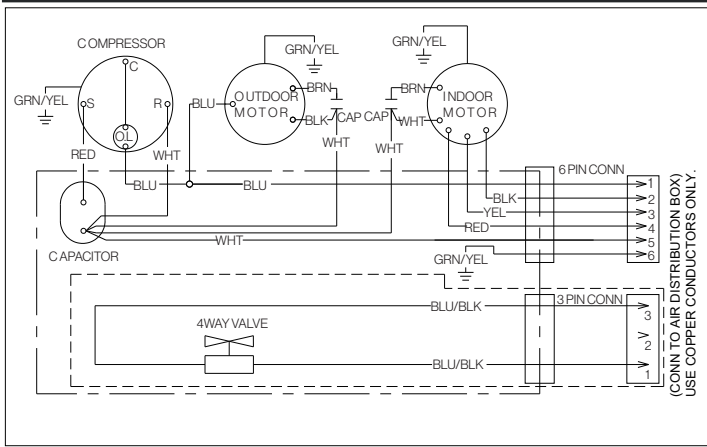 COMPRESSOR
GRN/YEL
C
S
R
O.L
RED
WHT
GRN/YEL
OUTDOOR
MOTOR
BLU
BRN
BLK
CAP
WHT
GRN/YEL
INDOOR
MOTOR
BRN
CAP
WHT
WHT
BLU
BLU
BLK
YEL
RED
WHT
GRN/YEL
CAPACITOR
6 PIN CONN
1
2
3
4
5
6
4WAY VALVE
BLU/BLK
BLU/BLK
3 PIN CONN
3
2
1
(CONN TO AIR DISTRIBUTION BOX)
USE COPPER CONDUCTORS ONLY.